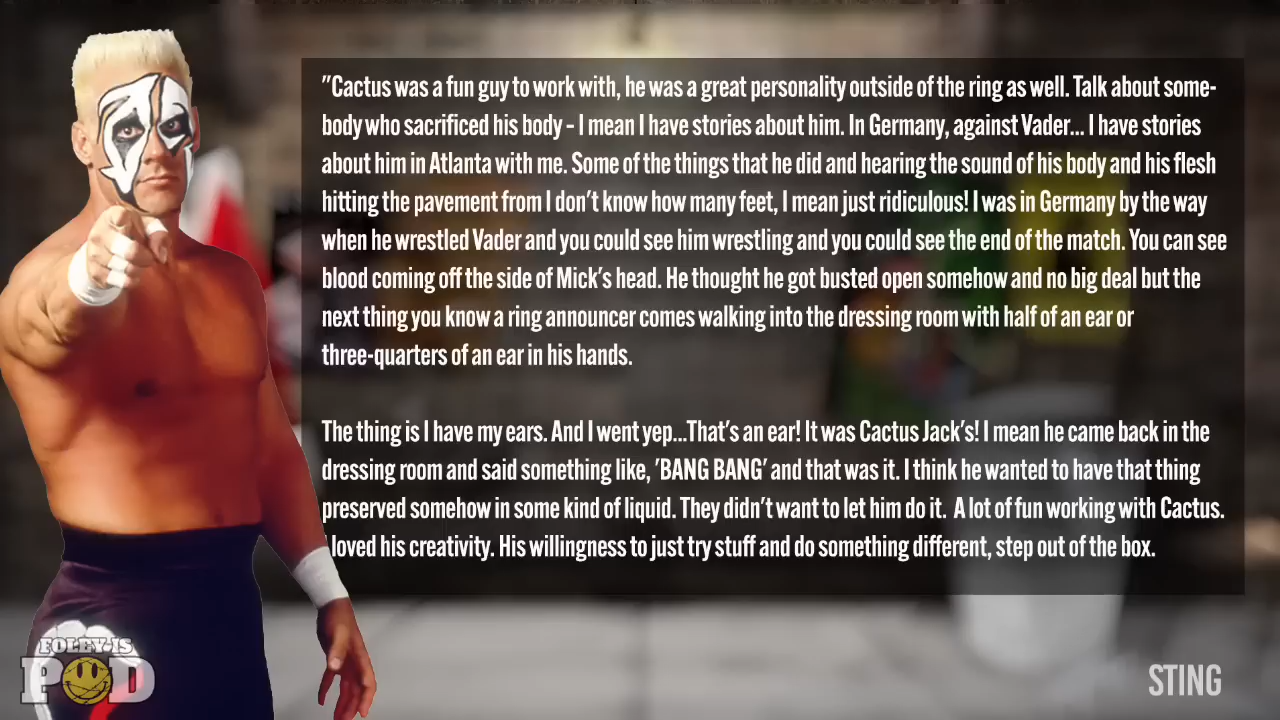 "Cactus was a fun guy to work with, he was a great personality outside of the ring as well. Talk about some-
body who sacrificed his body – I mean I have stories about him. In Germany, against Vader... I have stories
about him in Atlanta with me. Some of the things that he did and hearing the sound of his body and his flesh
hitting the pavement from I don't know how many feet, I mean just ridiculous! I was in Germany by the way
when he wrestled Vader and you could see him wrestling and you could see the end of the match. You can see
blood coming off the side of Mick's head. He thought he got busted open somehow and no big deal but the
next thing you know a ring announcer comes walking into the dressing room with half of an ear or
three-quarters of an ear in his hands.
The thing is I have my ears. And I went yep...That's an ear! It was Cactus Jack's! I mean he came back in the
dressing room and said something like, 'BANG BANG' and that was it. I think he wanted to have that thing
preserved somehow in some kind of liquid. They didn't want to let him do it. A lot of fun working with Cactus.
I loved his creativity. His willingness to just try stuff and do something different, step out of the box.
FOLEY IS
POD
STING